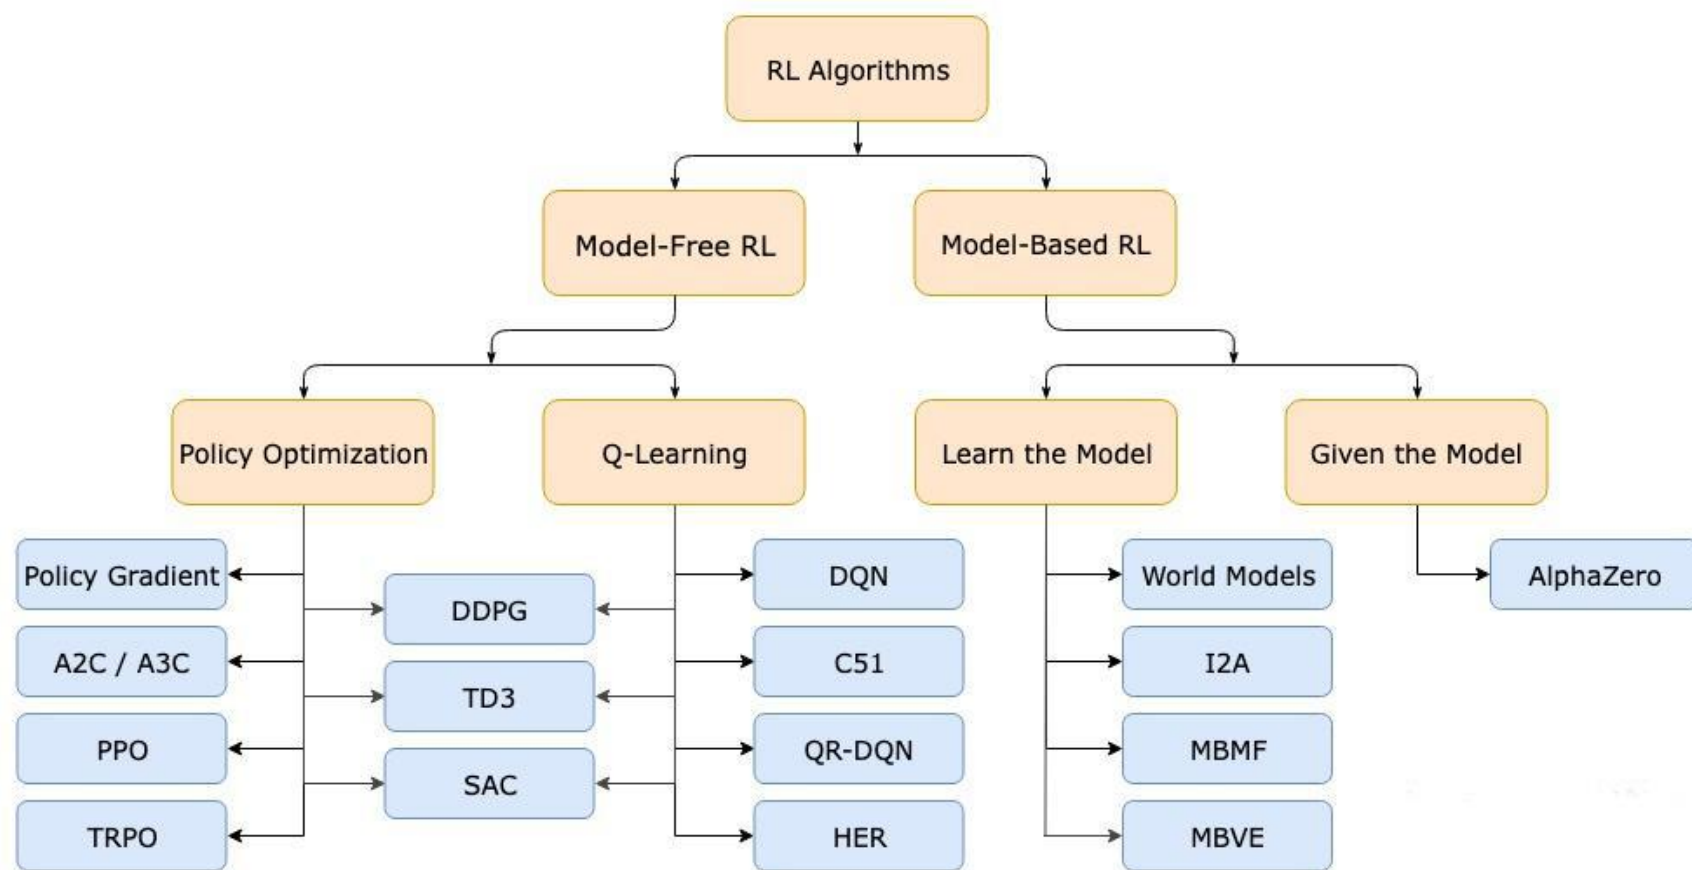 RL Algorithms
Model-Free RL
Model-Based RL
Policy Optimization
Q-Learning
Learn the Model
Given the Model
Policy Gradient
DDPG
DQN
World Models
AlphaZero
A2C / A3C
TD3
C51
I2A
PPO
SAC
QR-DQN
MBMF
TRPO
HER
MBVE